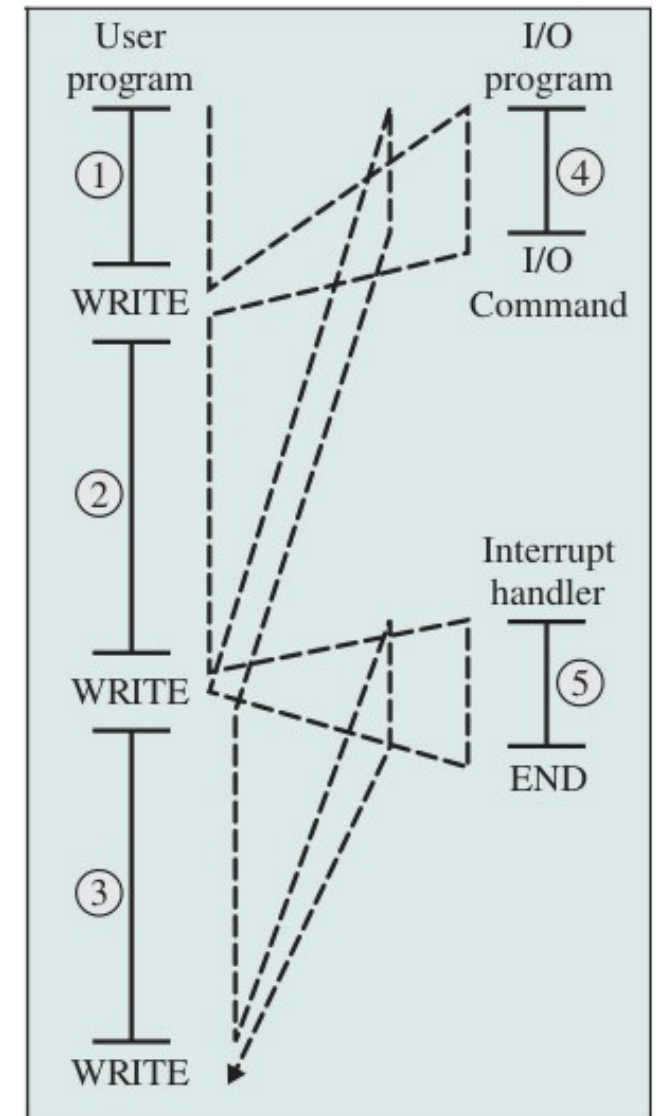 User
program
1
WRITE
2
WRITE
3
WRITE
I/O
program
4
I/O
Command
Interrupt
handler
5
END